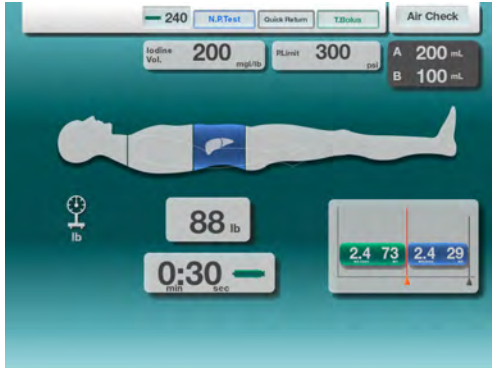 240 N.P.Test Quick Return T.Bolus Air Check
Iodine Vol. 200 mgI/lb P.Limit 300 psi
A 200 mL
B 100 mL
88 lb
lb
0:30
min sec
2.4 73 2.4 29